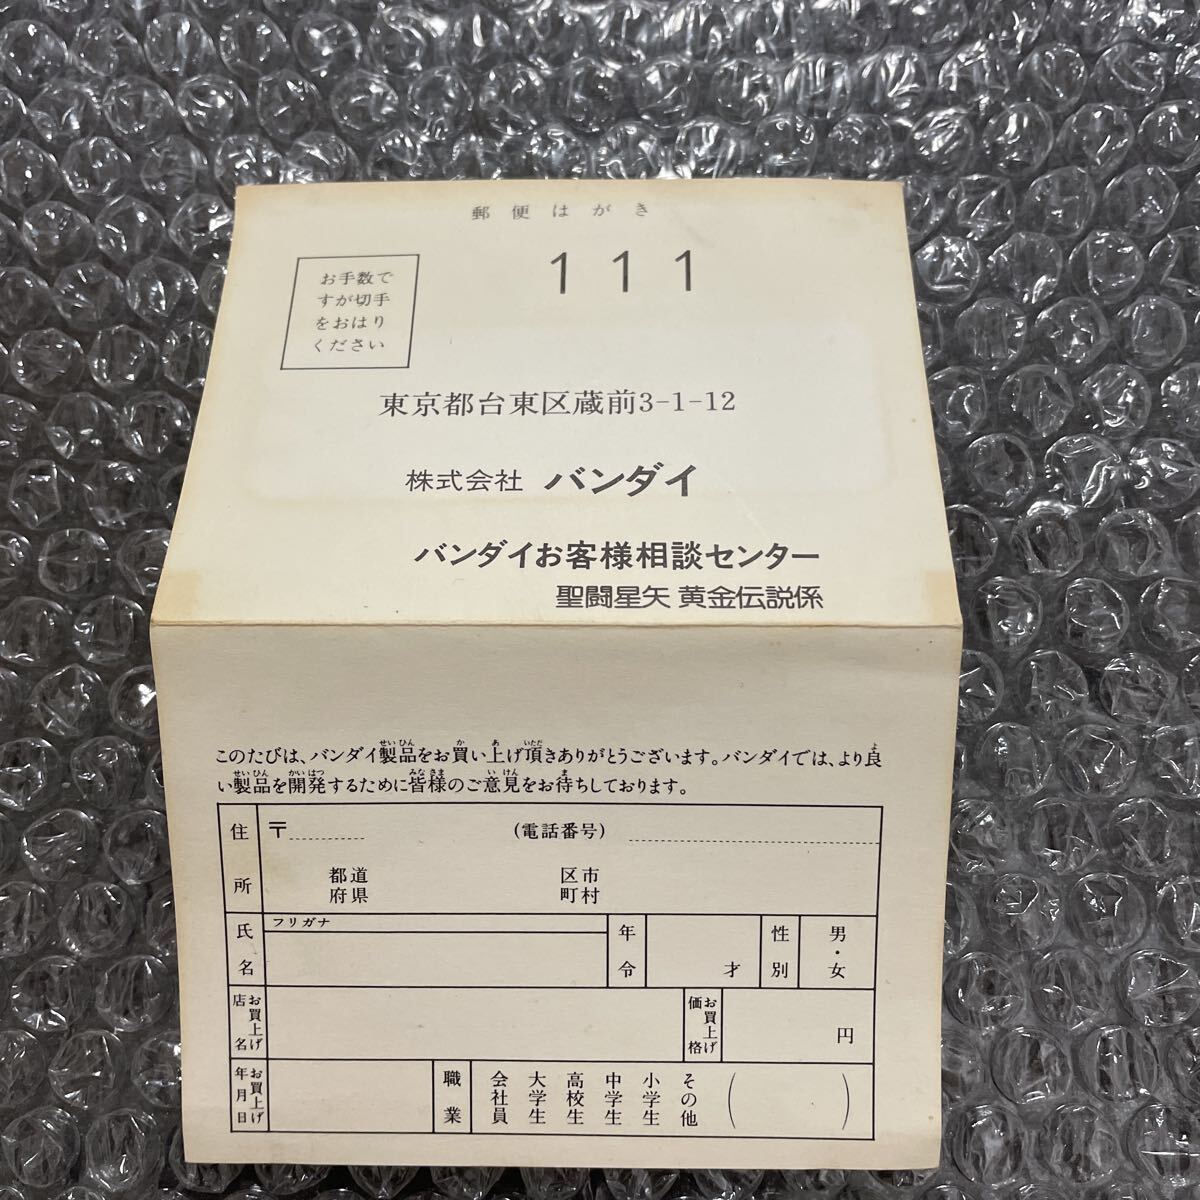 郵便はがき
お手数で
すが切手
をおはり
ください
111
東京都台東区蔵前3-1-12
株式会社 バンダイ
バンダイお客様相談センター
聖闘星矢 黄金伝説係
このたびは、バンダイ製品をお買い上げ頂きありがとうございます。バンダイでは、より良
い製品を開発するために皆様のご意見をお待ちしております。
住所
〒
(電話番号)
都道
府県
区市
町村
氏名
フリガナ
年令
才
性別
男・女
お買上げ
店名
お買上げ
価格
円
お買上げ
年月日
職業
会社員
大学生
高校生
中学生
小学生
その他
( )